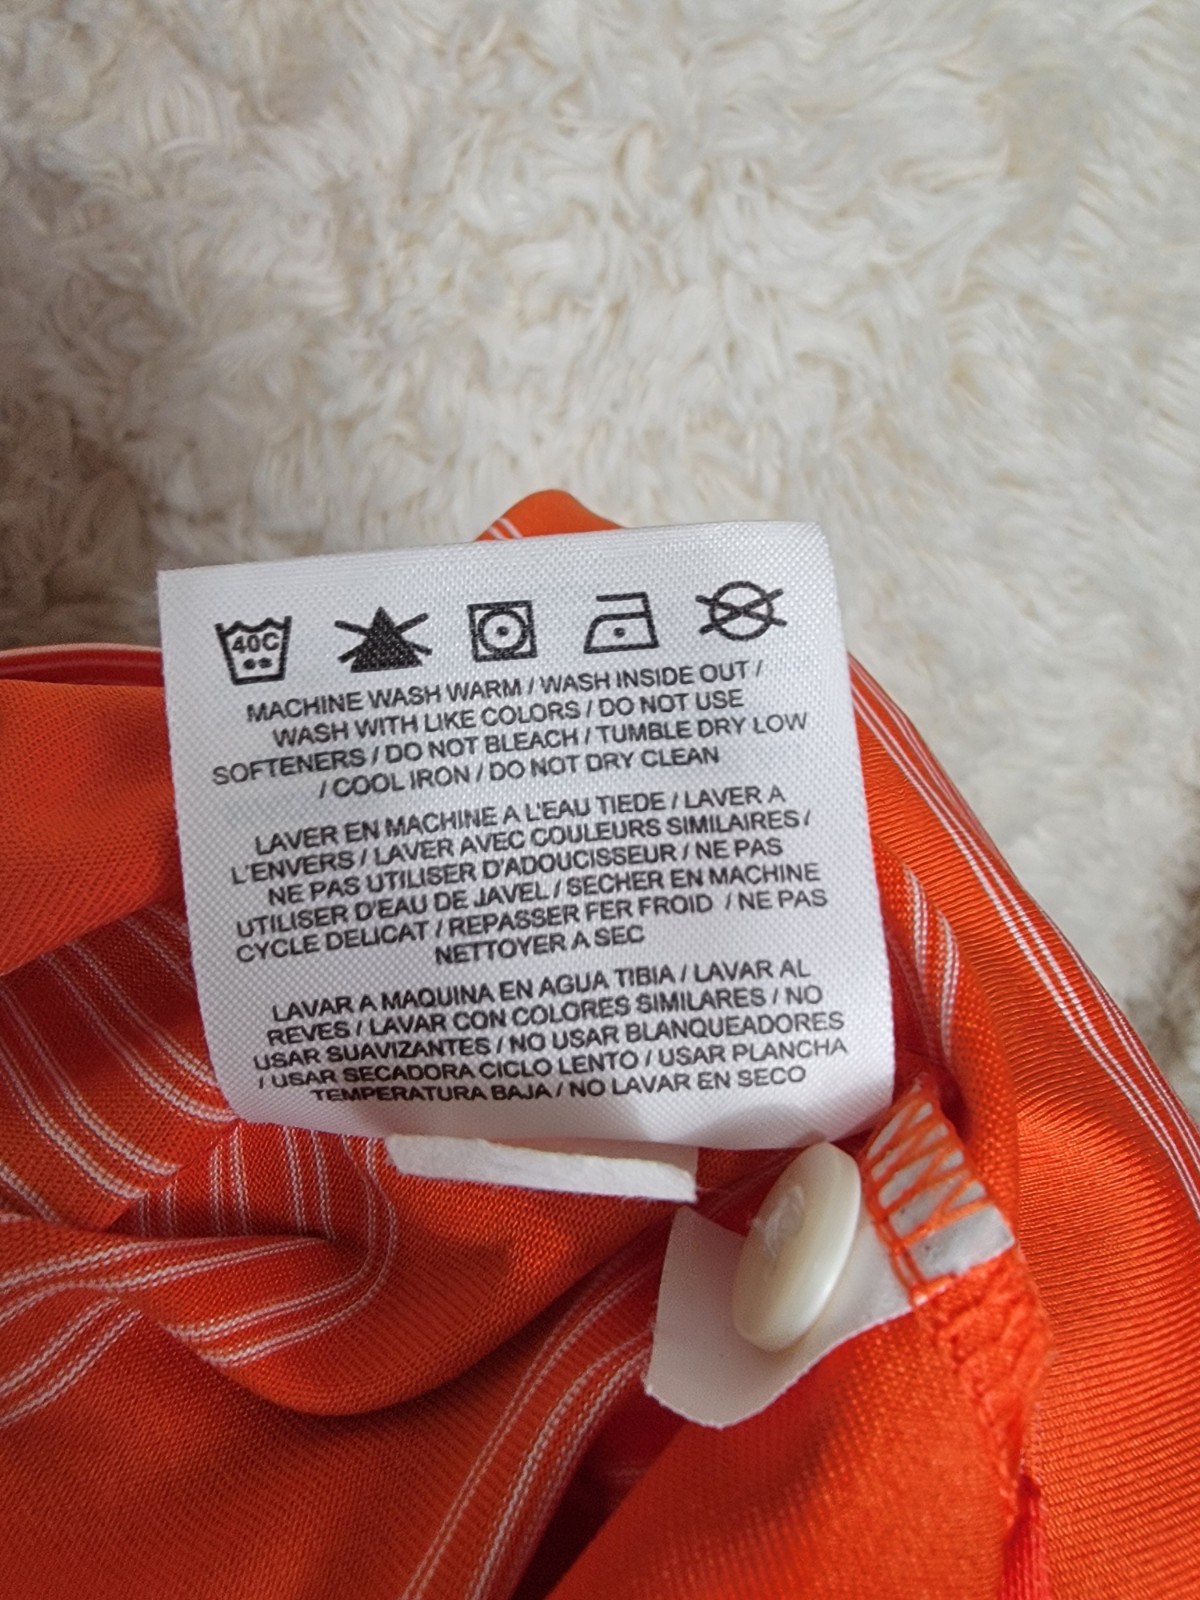 40C
MACHINE WASH WARM / WASH INSIDE OUT /
WASH WITH LIKE COLORS / DO NOT USE
SOFTENERS / DO NOT BLEACH / TUMBLE DRY LOW
/ COOL IRON / DO NOT DRY CLEAN
LAVER EN MACHINE A L'EAU TIEDE / LAVER A
L'ENVERS / LAVER AVEC COULEURS SIMILAIRES /
NE PAS UTILISER D'ADOUCISSEUR / NE PAS
UTILISER D'EAU DE JAVEL / SECHER EN MACHINE
CYCLE DELICAT / REPASSER FER FROID / NE PAS
NETTOYER A SEC
LAVAR A MAQUINA EN AGUA TIBIA / LAVAR AL
REVES / LAVAR CON COLORES SIMILARES / NO
USAR SUAVIZANTES / NO USAR BLANQUEADORES
/ USAR SECADORA CICLO LENTO / USAR PLANCHA
TEMPERATURA BAJA / NO LAVAR EN SECO